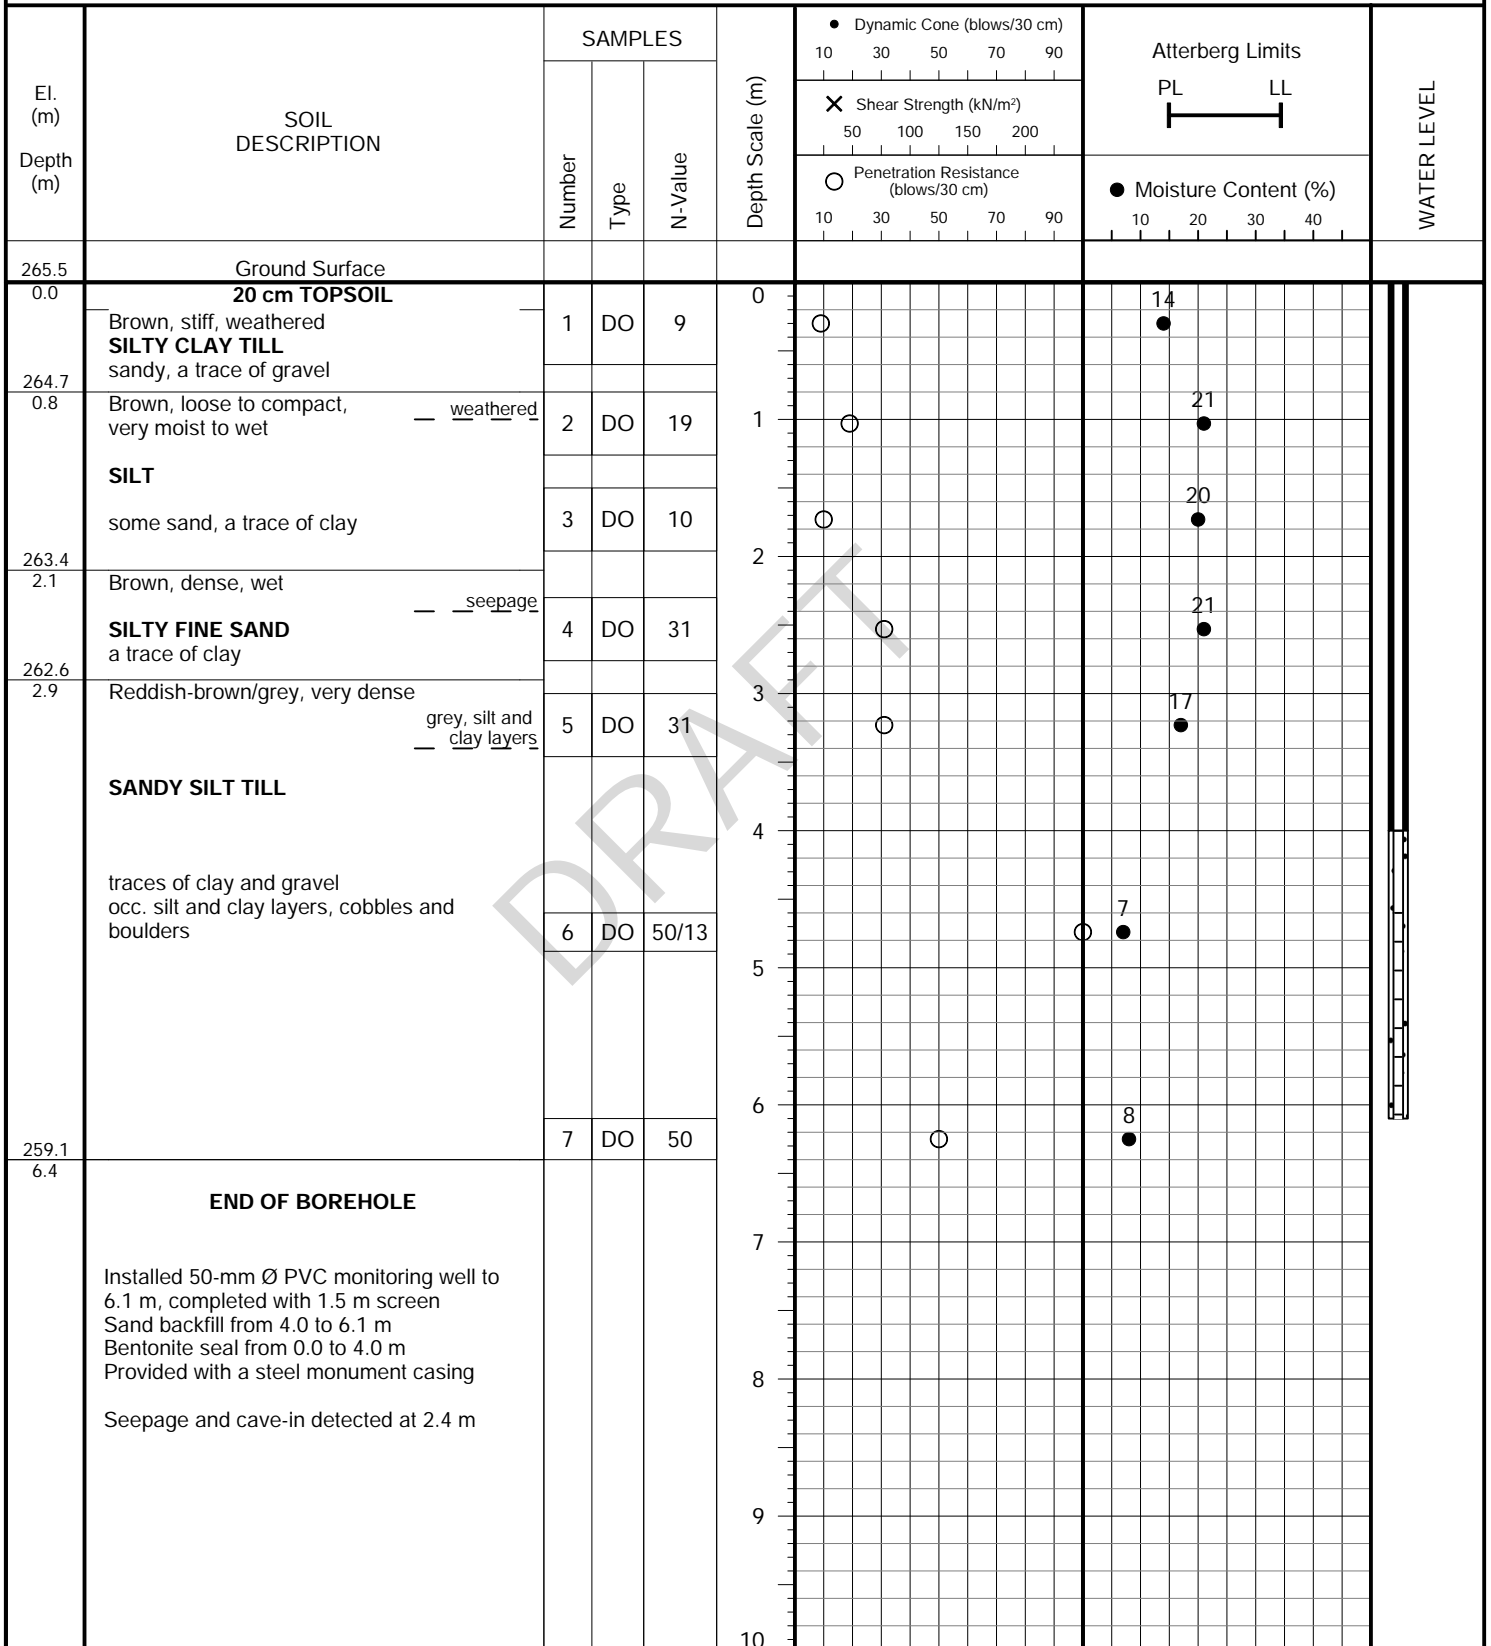 El.
(m)
Depth
(m)
SOIL
DESCRIPTION
SAMPLES
Number
Type
N-Value
Depth Scale (m)
● Dynamic Cone (blows/30 cm)
10 30 50 70 90
✕ Shear Strength (kN/m²)
50 100 150 200
○ Penetration Resistance
(blows/30 cm)
10 30 50 70 90
Atterberg Limits
PL LL
● Moisture Content (%)
10 20 30 40
WATER LEVEL
265.5 Ground Surface
0.0 20 cm TOPSOIL 0
14
Brown, stiff, weathered 1 DO 9
SILTY CLAY TILL
sandy, a trace of gravel
264.7
0.8 Brown, loose to compact, weathered
21
very moist to wet 2 DO 19 1
SILT
20
some sand, a trace of clay 3 DO 10
263.4 2
2.1 Brown, dense, wet
seepage 21
SILTY FINE SAND 4 DO 31
a trace of clay
262.6
2.9 Reddish-brown/grey, very dense 3
17
grey, silt and
clay layers
5 DO 31
SANDY SILT TILL
4
traces of clay and gravel
occ. silt and clay layers, cobbles and 7
boulders 6 DO 50/13
5
6
8
7 DO 50
259.1
6.4
END OF BOREHOLE
7
Installed 50-mm Ø PVC monitoring well to
6.1 m, completed with 1.5 m screen
Sand backfill from 4.0 to 6.1 m
Bentonite seal from 0.0 to 4.0 m
Provided with a steel monument casing
8
Seepage and cave-in detected at 2.4 m
9
10
DRAFT